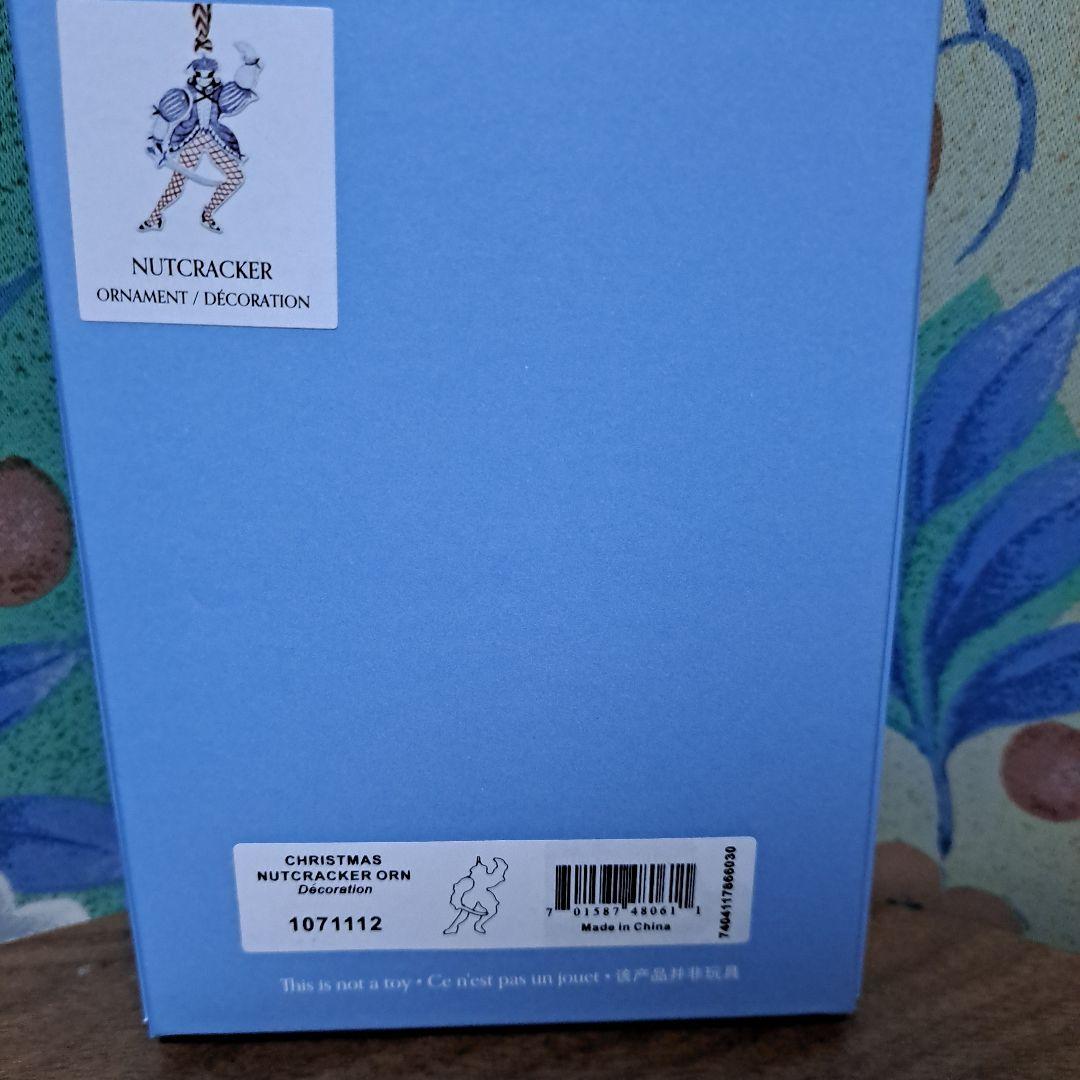 NUTCRACKER
ORNAMENT / DÉCORATION
CHRISTMAS
NUTCRACKER ORN
Décoration
1071112
7 01587 48061 1
Made in China
7404117866030
This is not a toy • Ce n'est pas un jouet • 该产品并非玩具